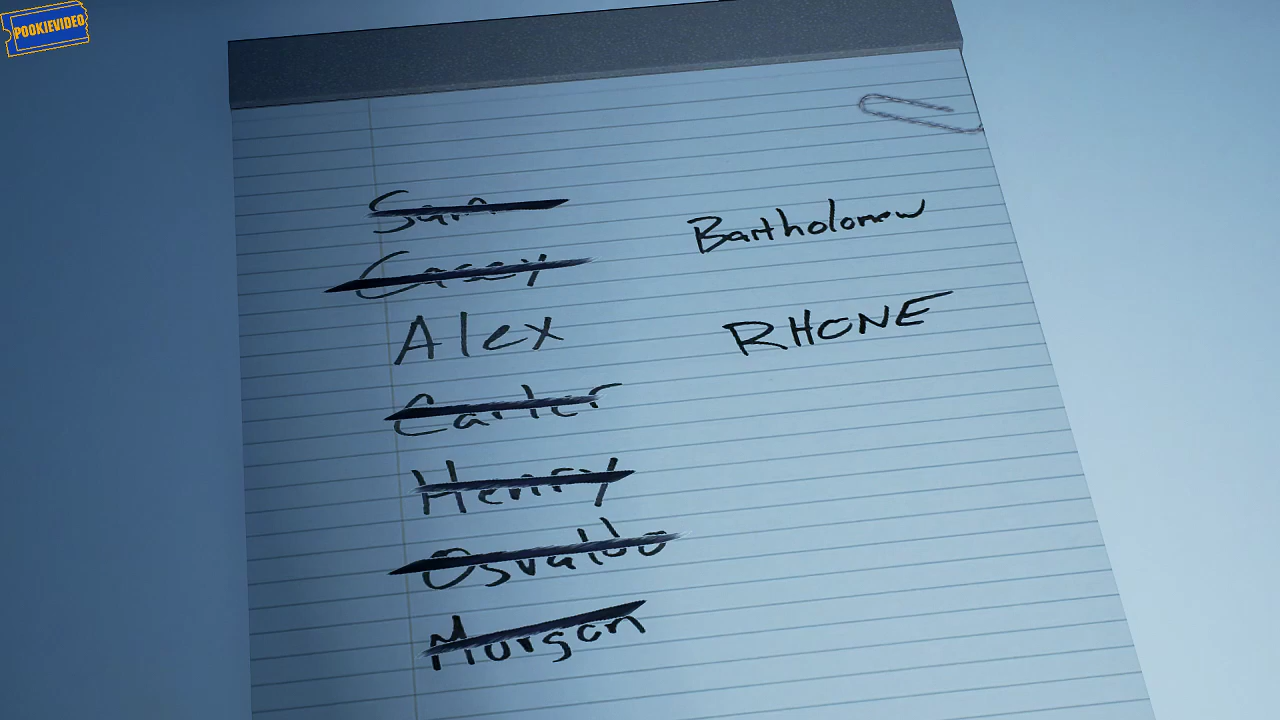 POOKIEVIDEO
Sam
Casey
Alex
Carter
Henry
Osvaldo
Morgan
Bartholomew
RHONE